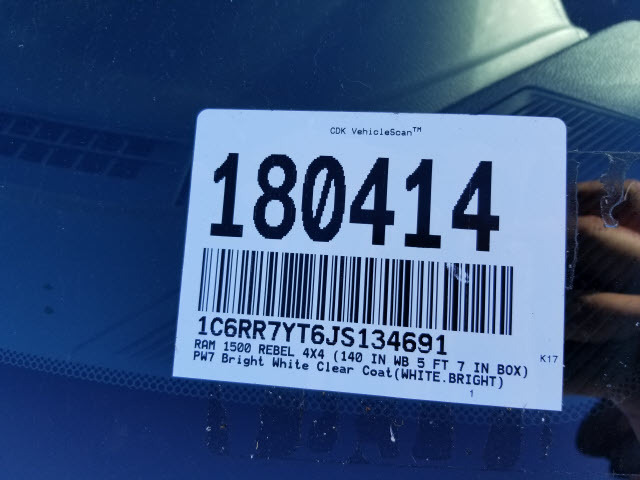 CDK VehicleScan™
180414
1C6RR7YT6JS134691
RAM 1500 REBEL 4X4 (140 IN WB 5 FT 7 IN BOX)
K17
PW7 Bright White Clear Coat(WHITE.BRIGHT)
1